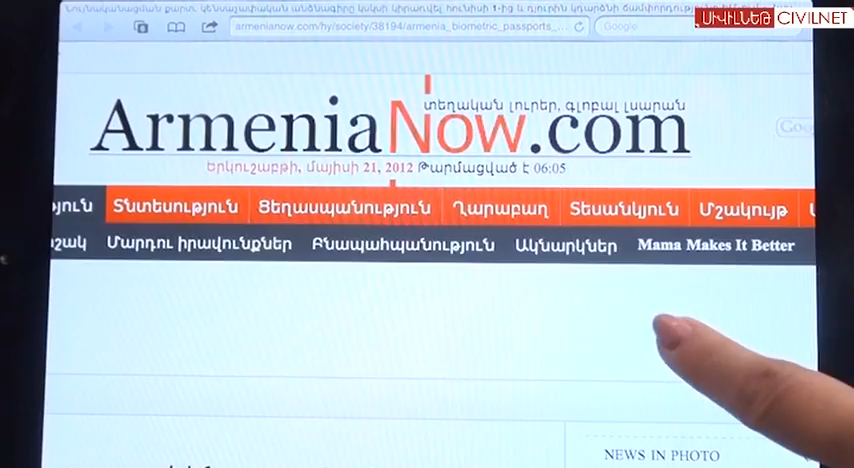 ՍԻՎԻԼՆԵԹ CIVILNET
armenianow.com/hy/society/38194/armenia_biometric_passports_...
Google
տեղական լուրեր, գլոբալ լսարան
ArmeniaNow.com
Երկուշաբթի, մայիսի 21, 2012 Թարմացված է 06:05
Տնտեսություն Ցեղասպանություն Ղարաբաղ Տեսանկյուն Մշակույթ
Մարդու իրավունքներ Բնապահպանություն Ակնարկներ Mama Makes It Better
NEWS IN PHOTO